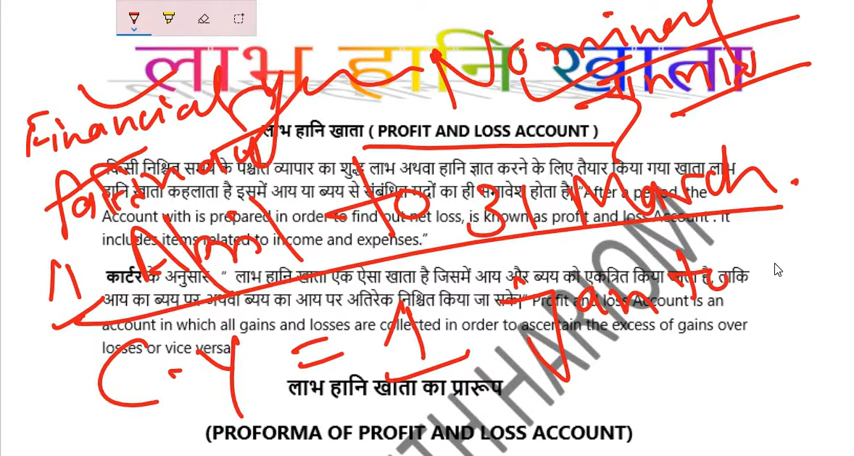 लाभ हानि खाता
लाभ हानि खाता ( PROFIT AND LOSS ACCOUNT )
किसी निश्चित समय के पश्चात व्यापार का शुद्ध लाभ अथवा हानि ज्ञात करने के लिए तैयार किया गया खाता लाभ
हानि खाता कहलाता है इसमें आय या ब्यय से संबंधित मदों का ही समावेश होता है, "After a period the
Account with is prepared in order to find out net loss, is known as profit and loss Account . It
includes items related to income and expenses."
कार्टर के अनुसार, " लाभ हानि खाता एक ऐसा खाता है जिसमें आय और ब्यय को एकत्रित किया जाता है, ताकि
आय का ब्यय पर अथवा ब्यय का आय पर अतिरेक निश्चित किया जा सके|" Profit and loss Account is an
account in which all gains and losses are collected in order to ascertain the excess of gains over
losses or vice versa
लाभ हानि खाता का प्रारूप
(PROFORMA OF PROFIT AND LOSS ACCOUNT)
Financial
1 April to 31 March.
C.Y = 1 Jan to
WITH HARIOM